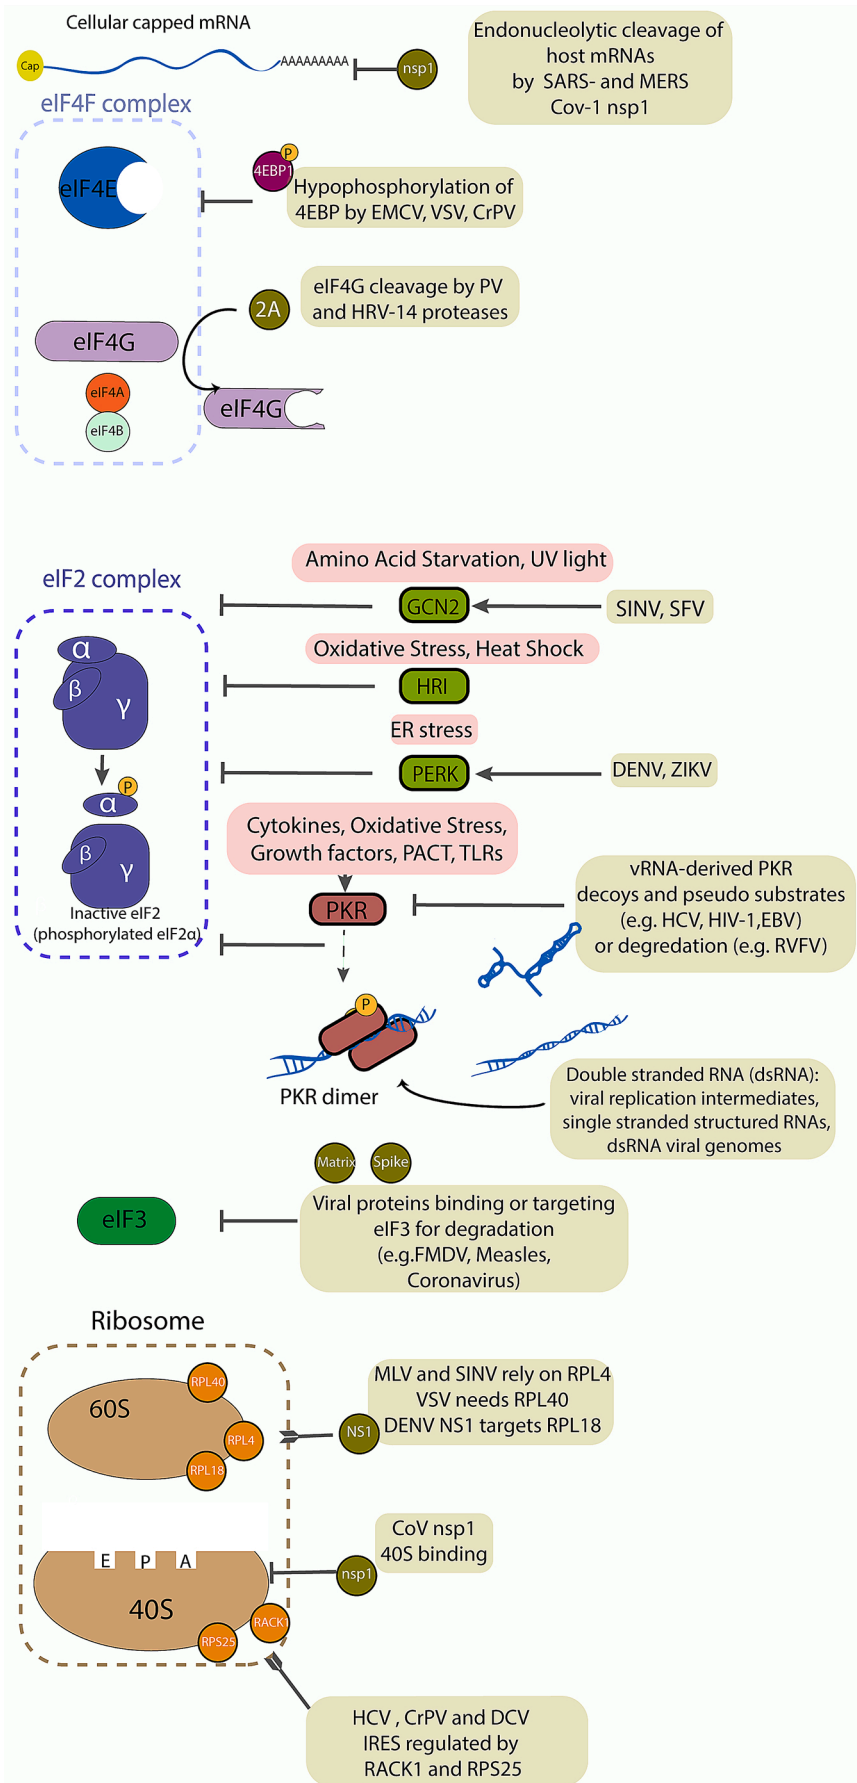 Cellular capped mRNA
Cap
AAAAAAAAA
nsp1
Endonucleolytic cleavage of
host mRNAs
by SARS- and MERS
Cov-1 nsp1
eIF4F complex
eIF4E
4EBP1
P
Hypophosphorylation of
4EBP by EMCV, VSV, CrPV
eIF4G cleavage by PV
and HRV-14 proteases
2A
eIF4G
eIF4A
eIF4B
eIF4G
eIF2 complex
Amino Acid Starvation, UV light
GCN2
SINV, SFV
Oxidative Stress, Heat Shock
HRI
ER stress
PERK
DENV, ZIKV
α
β
γ
P
α
β
γ
Inactive eIF2
(phosphorylated eIF2α)
Cytokines, Oxidative Stress,
Growth factors, PACT, TLRs
PKR
vRNA-derived PKR
decoys and pseudo substrates
(e.g. HCV, HIV-1,EBV)
or degredation (e.g. RVFV)
P
PKR dimer
Double stranded RNA (dsRNA):
viral replication intermediates,
single stranded structured RNAs,
dsRNA viral genomes
Matrix
Spike
eIF3
Viral proteins binding or targeting
eIF3 for degradation
(e.g.FMDV, Measles,
Coronavirus)
Ribosome
60S
RPL40
RPL4
RPL18
NS1
MLV and SINV rely on RPL4
VSV needs RPL40
DENV NS1 targets RPL18
E P A
40S
RPS25
RACK1
nsp1
CoV nsp1
40S binding
HCV , CrPV and DCV
IRES regulated by
RACK1 and RPS25